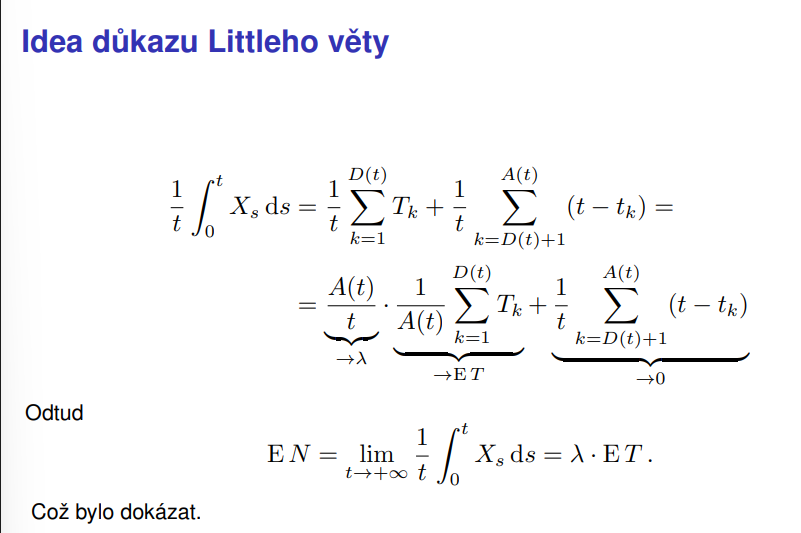 Idea důkazu Littleho věty
$$\frac{1}{t}\int_0^t X_s\,\mathrm{d}s = \frac{1}{t}\sum_{k=1}^{D(t)} T_k + \frac{1}{t}\sum_{k=D(t)+1}^{A(t)} (t - t_k) =$$
$$= \underbrace{\frac{A(t)}{t}}_{\to\lambda} \cdot \underbrace{\frac{1}{A(t)}\sum_{k=1}^{D(t)} T_k}_{\to \mathrm{E}\,T} + \underbrace{\frac{1}{t}\sum_{k=D(t)+1}^{A(t)} (t - t_k)}_{\to 0}$$
Odtud
$$\mathrm{E}\,N = \lim_{t\to+\infty} \frac{1}{t}\int_0^t X_s\,\mathrm{d}s = \lambda \cdot \mathrm{E}\,T\,.$$
Což bylo dokázat.